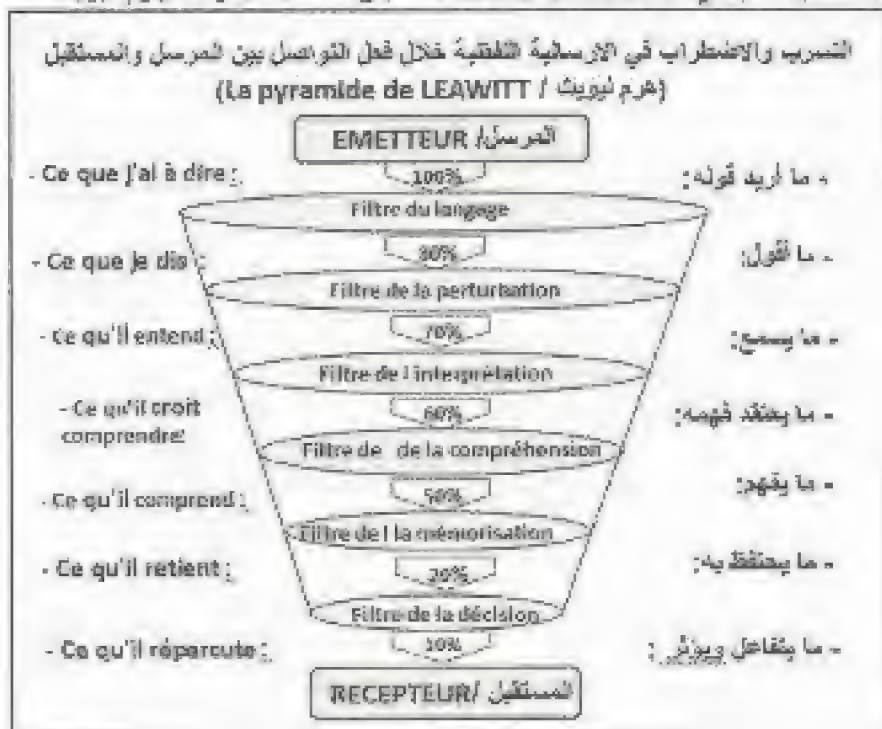 التسرب والاضطراب في الارسالية اللفظية خلال فعل التواصل بين المرسل والمستقبل
(هرم ليويت / La pyramide de LEAWITT)
EMETTEUR /المرسل
- Ce que j'ai à dire :
100%
- ما أريد قوله:
Filtre du langage
- Ce que je dis :
80%
- ما أقول:
Filtre de la perturbation
- Ce qu'il entend :
70%
- ما يسمع:
Filtre de l'interprétation
- Ce qu'il croit
comprendre:
60%
- ما يعتقد فهمه:
Filtre de de la compréhension
- Ce qu'il comprend :
50%
- ما يفهم:
Filtre de l la mémorisation
- Ce qu'il retient :
20%
- ما يحتفظ به:
Filtre de la décision
- Ce qu'il répercute :
10%
- ما يتفاعل ويؤثر :
RECEPTEUR/ المستقبل